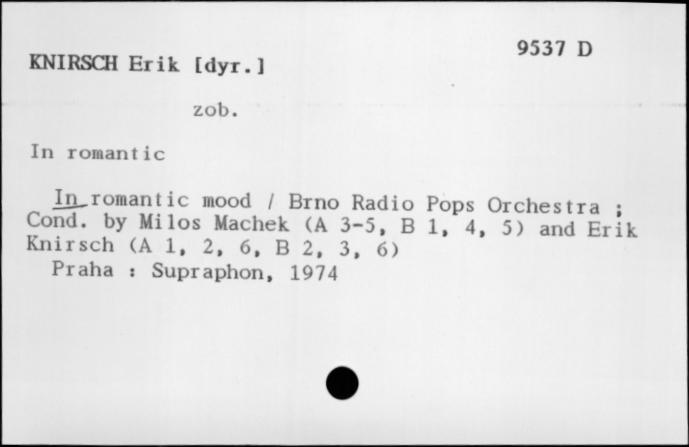 9537 D
KNIRSCH Erik [dyr.]
zob.
In romantic
In romantic mood / Brno Radio Pops Orchestra ;
Cond. by Milos Machek (A 3-5, B 1, 4, 5) and Erik
Knirsch (A 1, 2, 6, B 2, 3, 6)
Praha : Supraphon, 1974